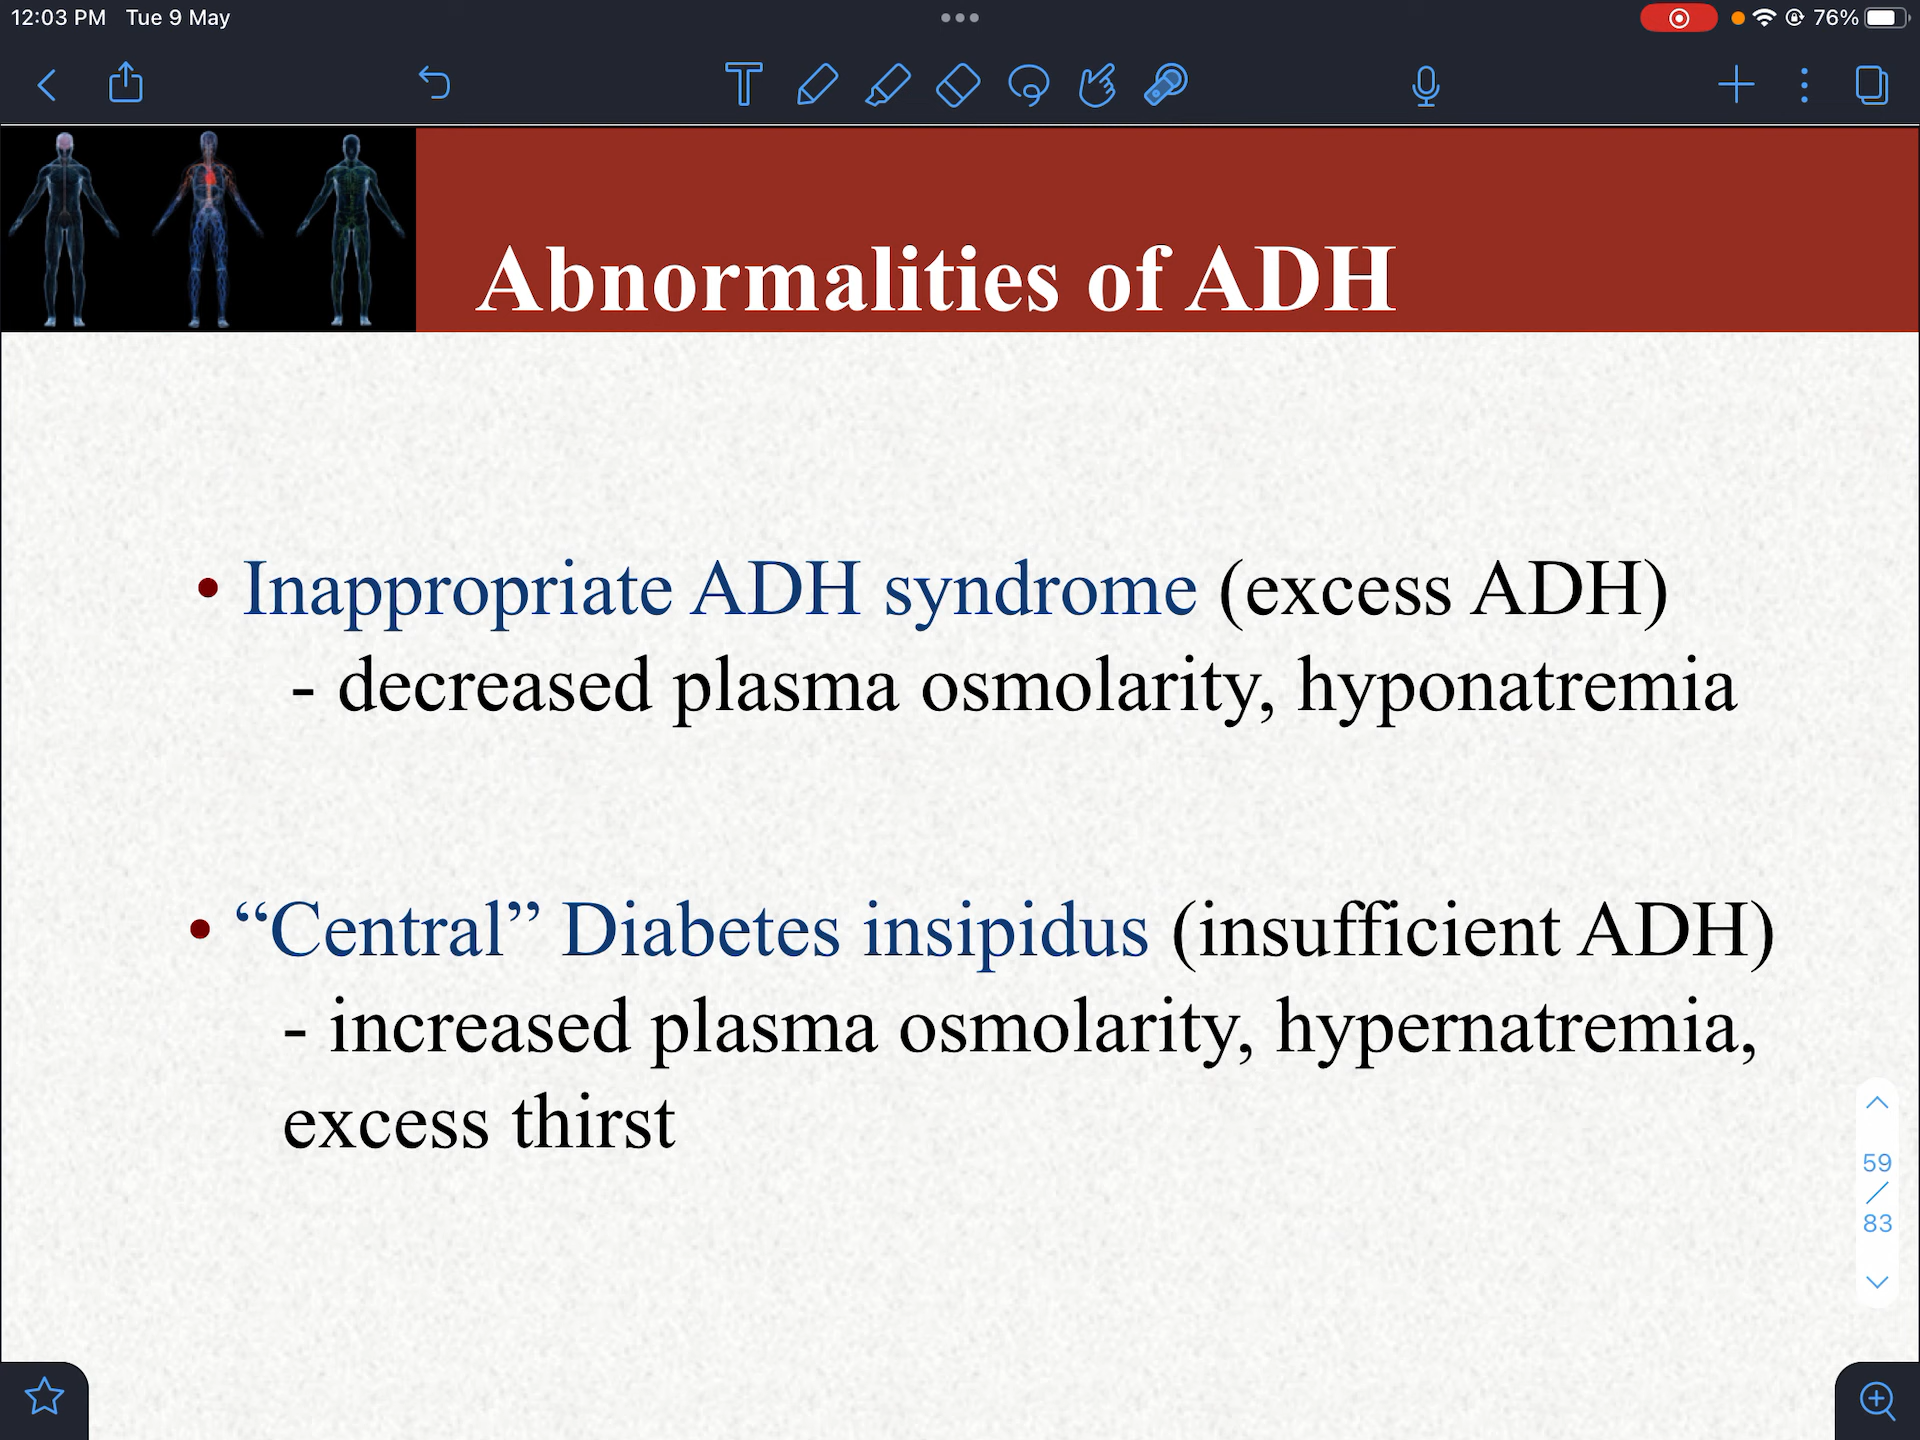 12:03 PM Tue 9 May
76%
Abnormalities of ADH
• Inappropriate ADH syndrome (excess ADH)
- decreased plasma osmolarity, hyponatremia
• “Central” Diabetes insipidus (insufficient ADH)
- increased plasma osmolarity, hypernatremia,
excess thirst
59
/
83